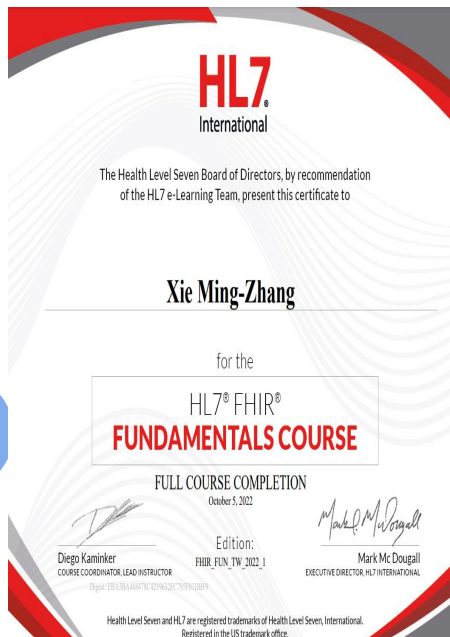 HL7®
International
The Health Level Seven Board of Directors, by recommendation
of the HL7 e-Learning Team, present this certificate to
Xie Ming-Zhang
for the
HL7® FHIR®
FUNDAMENTALS COURSE
FULL COURSE COMPLETION
October 5, 2022
Edition:
FHIR_FUN_TW_2022_1
Diego Kaminker
COURSE COORDINATOR, LEAD INSTRUCTOR
Mark Mc Dougall
EXECUTIVE DIRECTOR, HL7 INTERNATIONAL
Digest:
Health Level Seven and HL7 are registered trademarks of Health Level Seven, International.
Registered in the US trademark office.